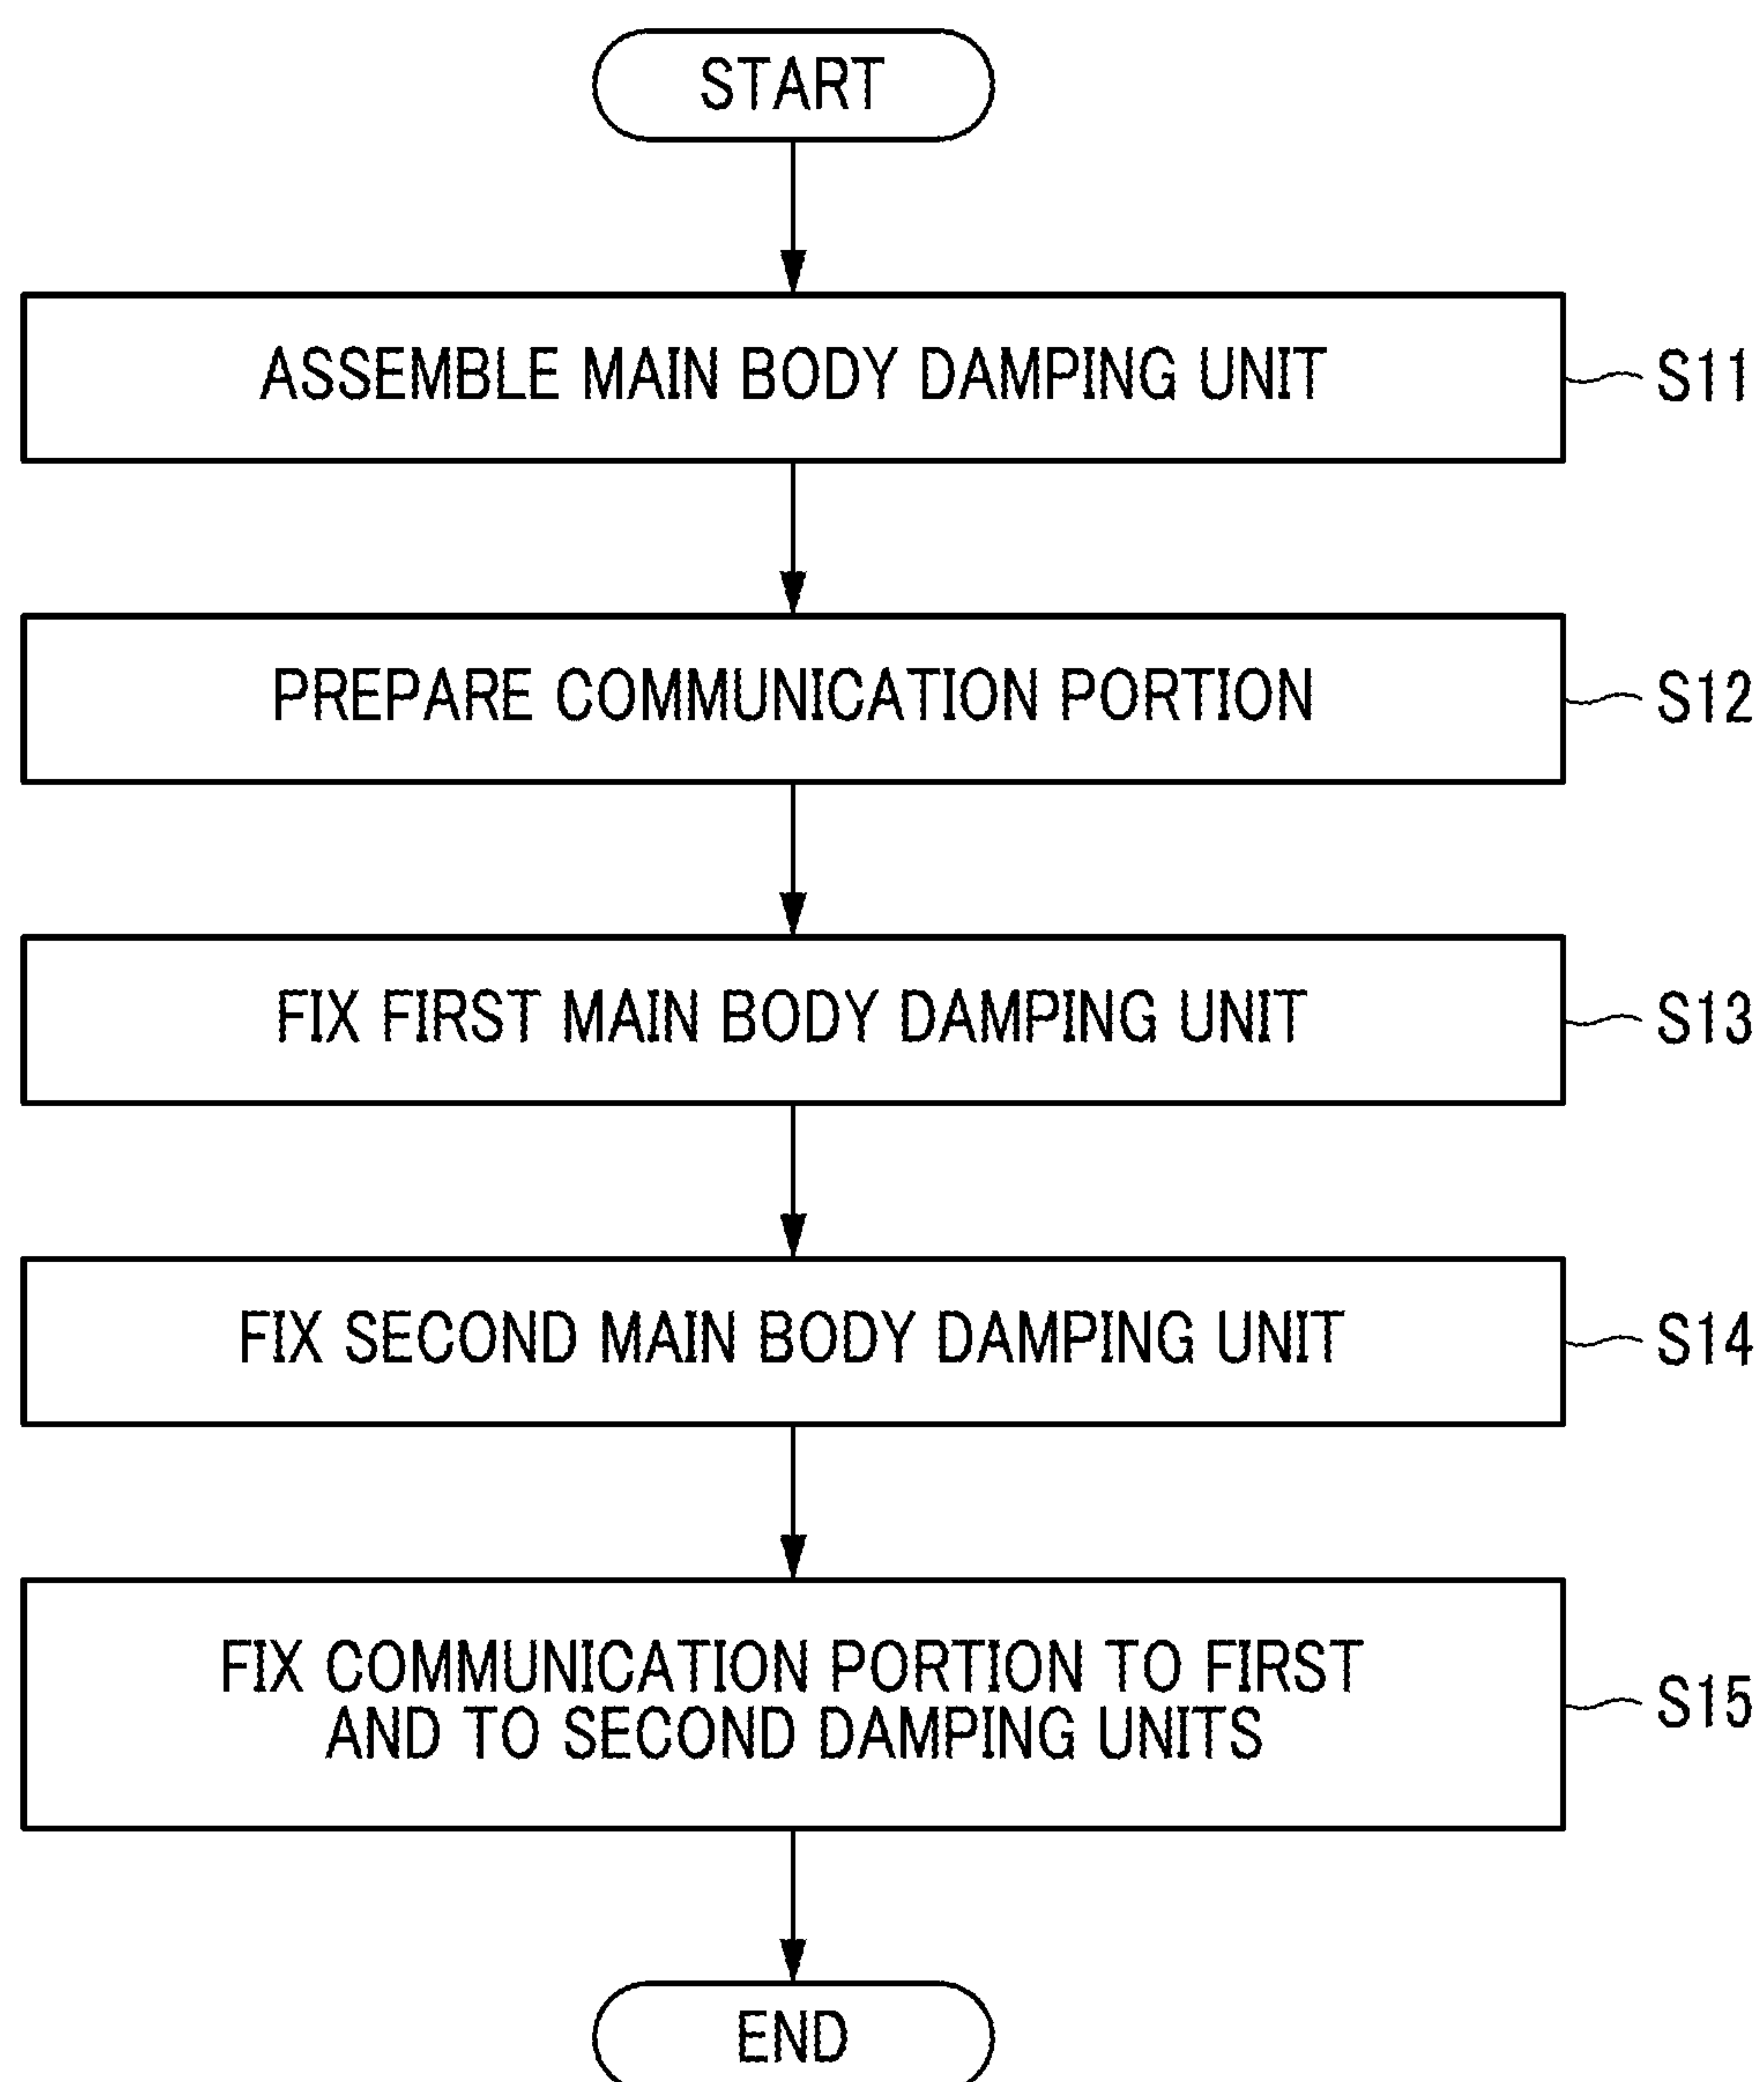 START
ASSEMBLE MAIN BODY DAMPING UNIT
S11
PREPARE COMMUNICATION PORTION
S12
FIX FIRST MAIN BODY DAMPING UNIT
S13
FIX SECOND MAIN BODY DAMPING UNIT
S14
FIX COMMUNICATION PORTION TO FIRST
AND TO SECOND DAMPING UNITS
S15
END